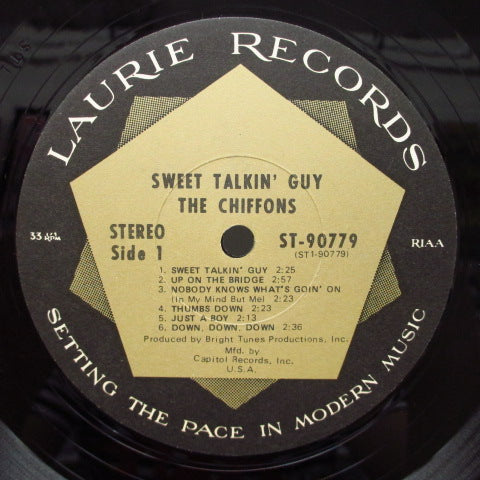 LAURIE RECORDS
SWEET TALKIN' GUY
THE CHIFFONS
STEREO
Side 1
ST-90779
(ST1-90779)
33 1/3
RPM
RIAA
1. SWEET TALKIN' GUY 2:25
2. UP ON THE BRIDGE 2:57
3. NOBODY KNOWS WHAT'S GOIN' ON
(In My Mind But Me) 2:23
4. THUMBS DOWN 2:23
5. JUST A BOY 2:13
6. DOWN, DOWN, DOWN 2:36
Produced by Bright Tunes Productions, Inc.
Mfd. by
Capitol Records, Inc.
U.S.A.
SETTING THE PACE IN MODERN MUSIC